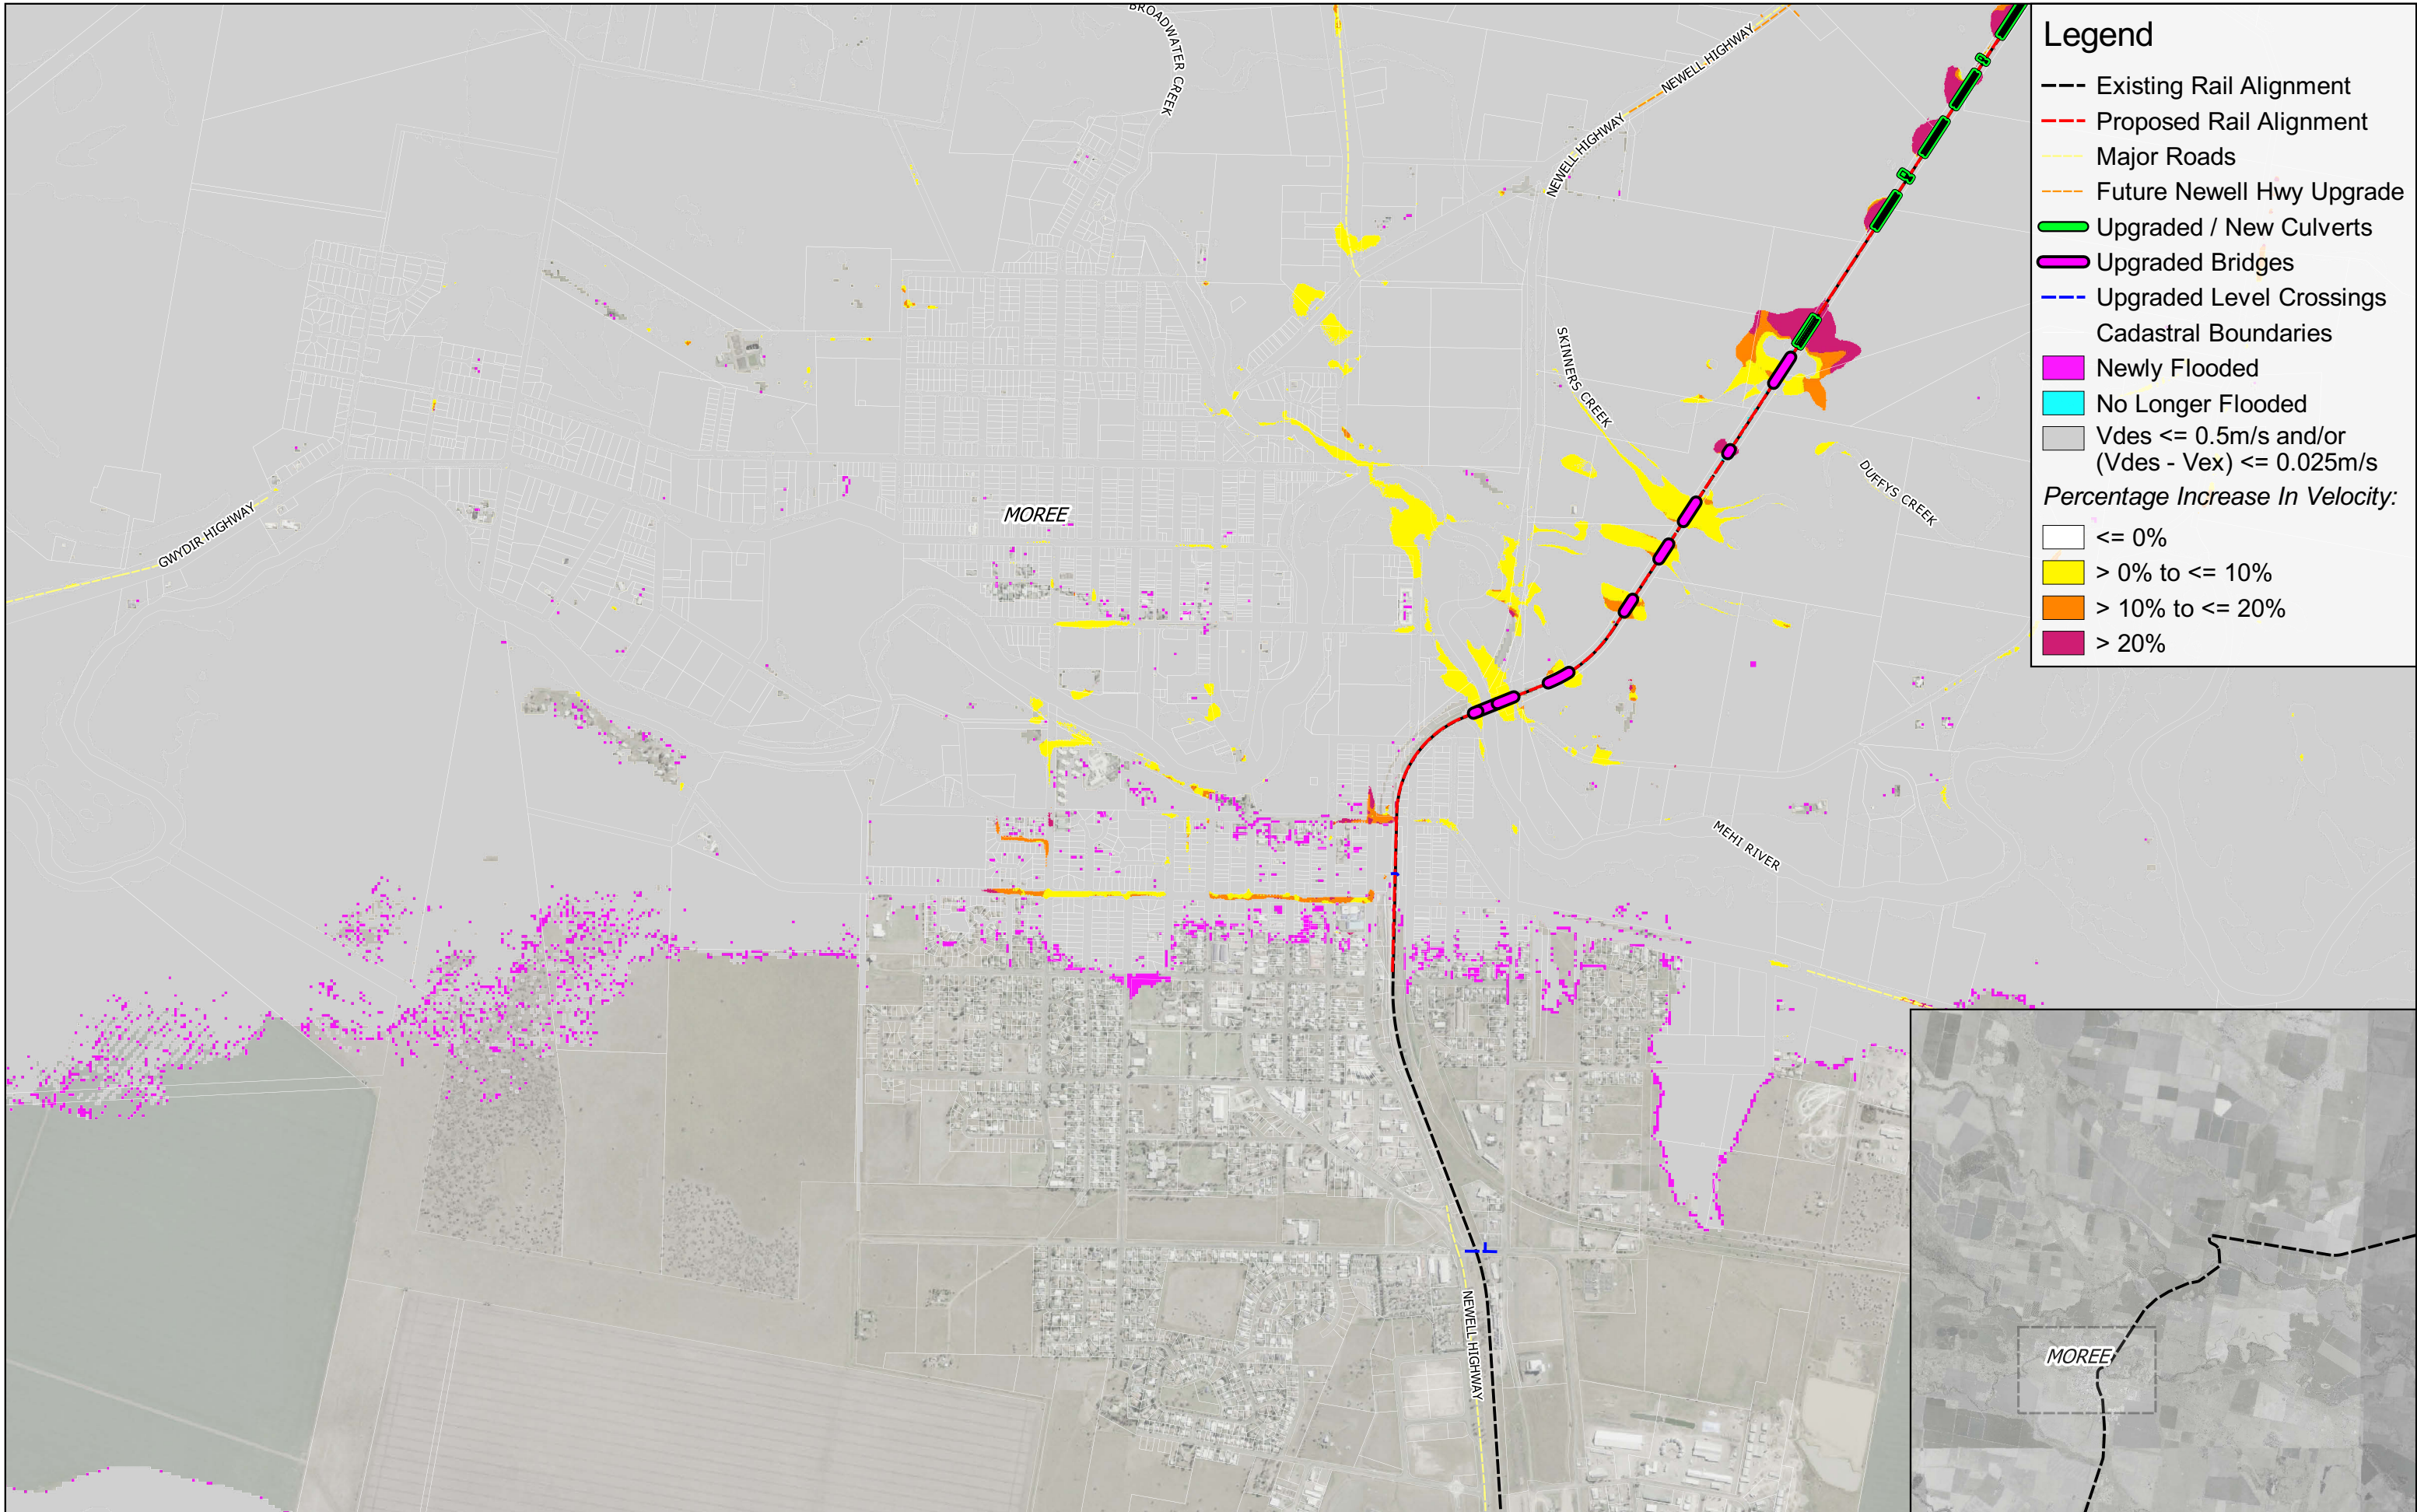 BROADWATER CREEK
NEWELL HIGHWAY
NEWELL HIGHWAY
SKINNERS CREEK
DUFFYS CREEK
GWYDIR HIGHWAY
MOREE
MEHI RIVER
NEWELL HIGHWAY
Legend
Existing Rail Alignment
Proposed Rail Alignment
Major Roads
Future Newell Hwy Upgrade
Upgraded / New Culverts
Upgraded Bridges
Upgraded Level Crossings
Cadastral Boundaries
Newly Flooded
No Longer Flooded
Vdes <= 0.5m/s and/or
(Vdes - Vex) <= 0.025m/s
Percentage Increase In Velocity:
<= 0%
> 0% to <= 10%
> 10% to <= 20%
> 20%
MOREE